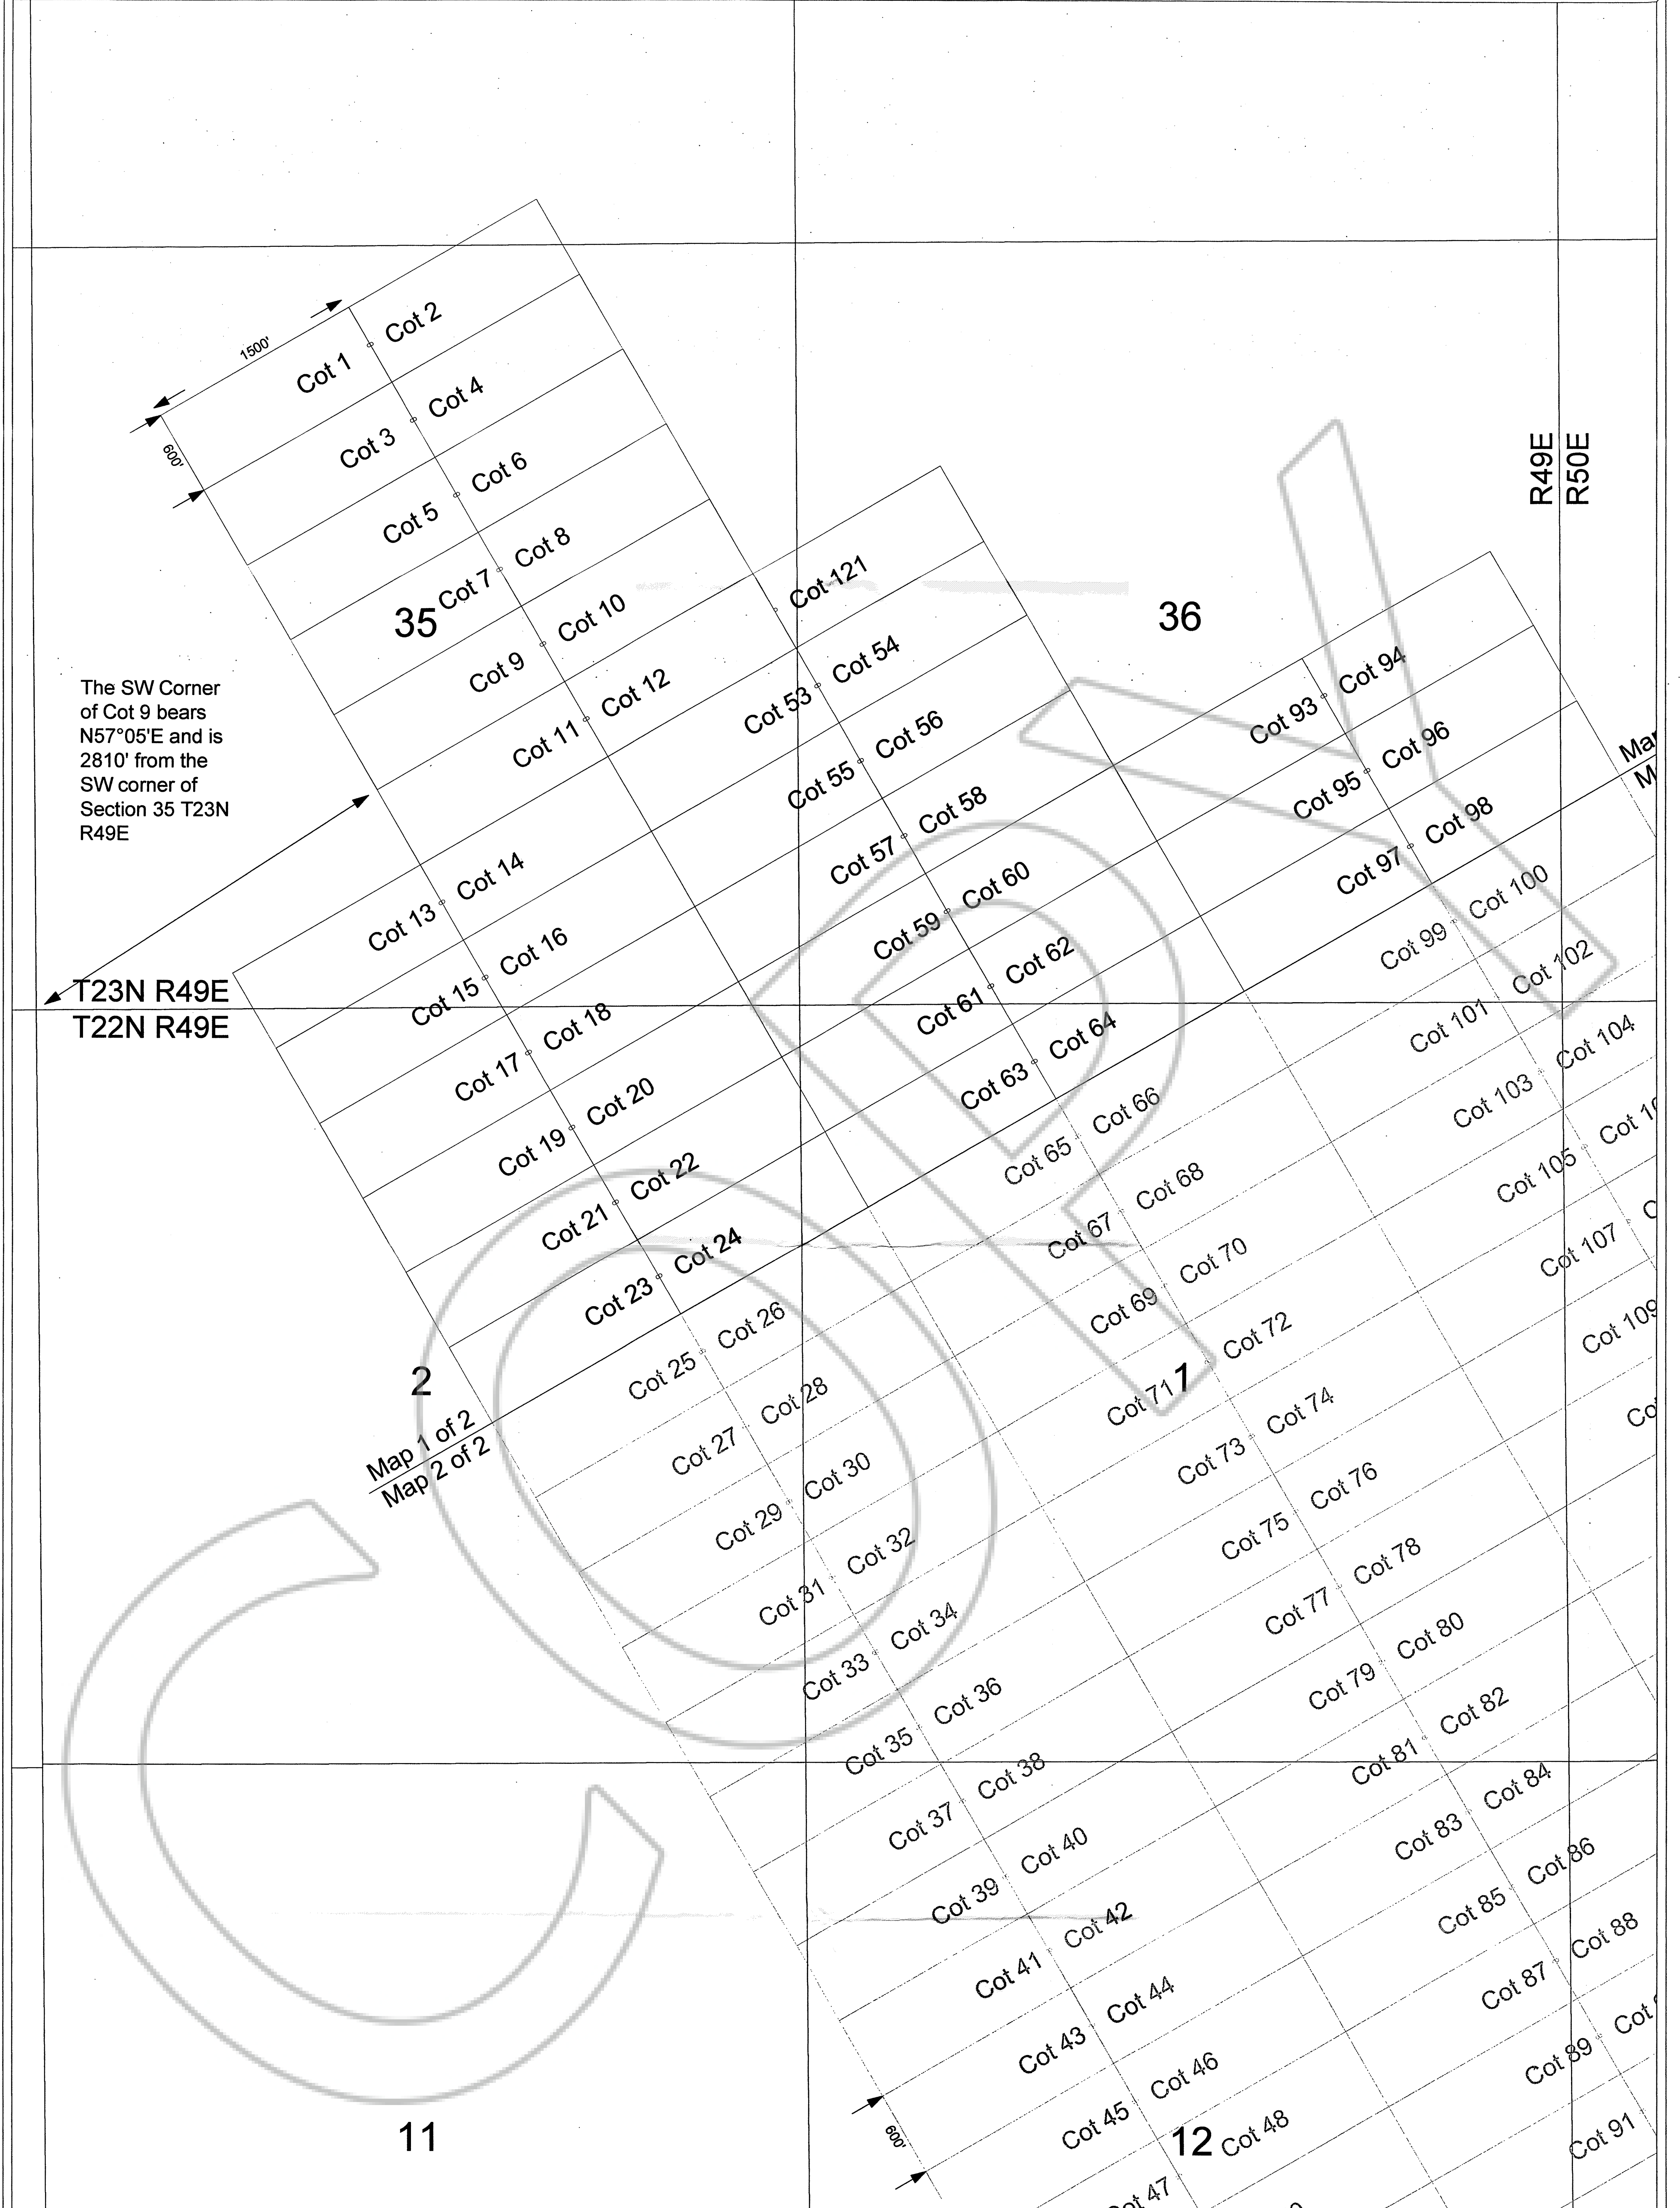 Cot 2
1500'
Cot 1
Cot 4
600'
Cot 3
Cot 6
Cot 5
R49E
R50E
Cot 8
Cot 7
35
Cot 121
36
Cot 10
Cot 9
Cot 54
Cot 94
Cot 12
Cot 11
Cot 53
Cot 93
The SW Corner
of Cot 9 bears
N57°05'E and is
2810' from the
SW corner of
Section 35 T23N
R49E
Cot 56
Cot 96
Cot 55
Cot 95
Cot 58
Cot 98
Cot 57
Cot 97
Cot 14
Cot 13
Cot 60
Cot 59
Cot 100
Cot 99
Cot 16
Cot 15
Cot 62
Cot 61
Cot 102
Cot 101
T23N R49E
T22N R49E
Cot 18
Cot 17
Cot 64
Cot 63
Cot 104
Cot 103
Cot 20
Cot 19
Cot 66
Cot 65
Cot 105
Cot 22
Cot 21
Cot 68
Cot 67
Cot 107
Cot 24
Cot 23
Cot 70
Cot 69
Cot 109
Cot 26
Cot 25
Cot 72
Cot 71
1
2
Map 1 of 2
Map 2 of 2
Cot 28
Cot 27
Cot 74
Cot 73
Cot 30
Cot 29
Cot 76
Cot 75
Cot 32
Cot 31
Cot 78
Cot 77
Cot 34
Cot 33
Cot 80
Cot 79
Cot 36
Cot 35
Cot 82
Cot 81
Cot 38
Cot 37
Cot 84
Cot 83
Cot 40
Cot 39
Cot 86
Cot 85
Cot 42
Cot 41
Cot 88
Cot 87
Cot 44
Cot 43
Cot 89
Cot 46
Cot 45
Cot 91
600'
11
12
Cot 48
COPY